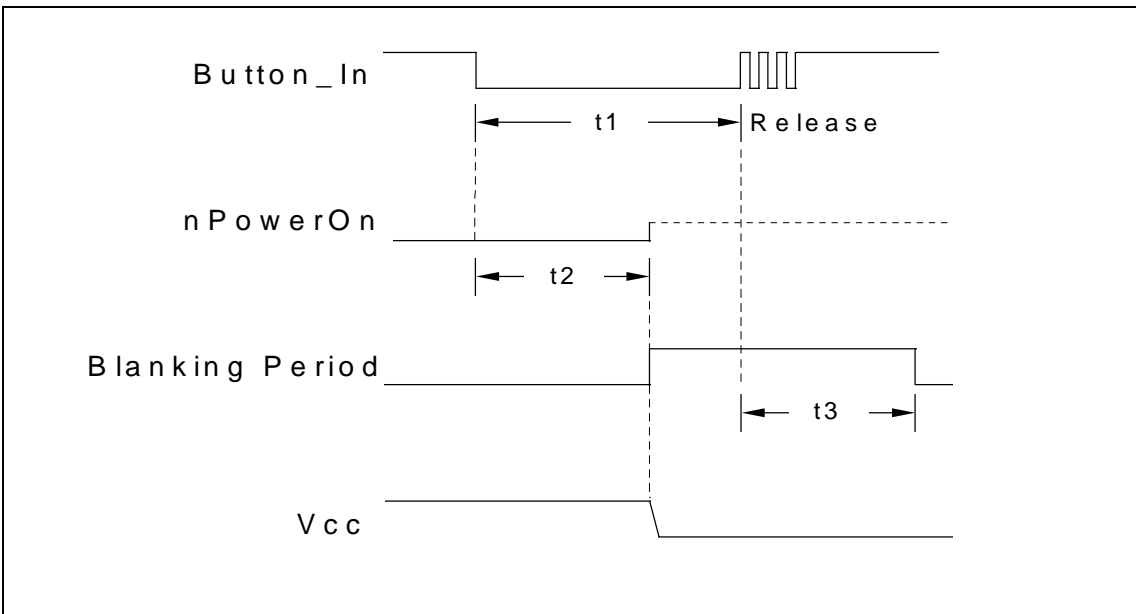 Button_In
t1
Release
nPowerOn
t2
Blanking Period
t3
Vcc